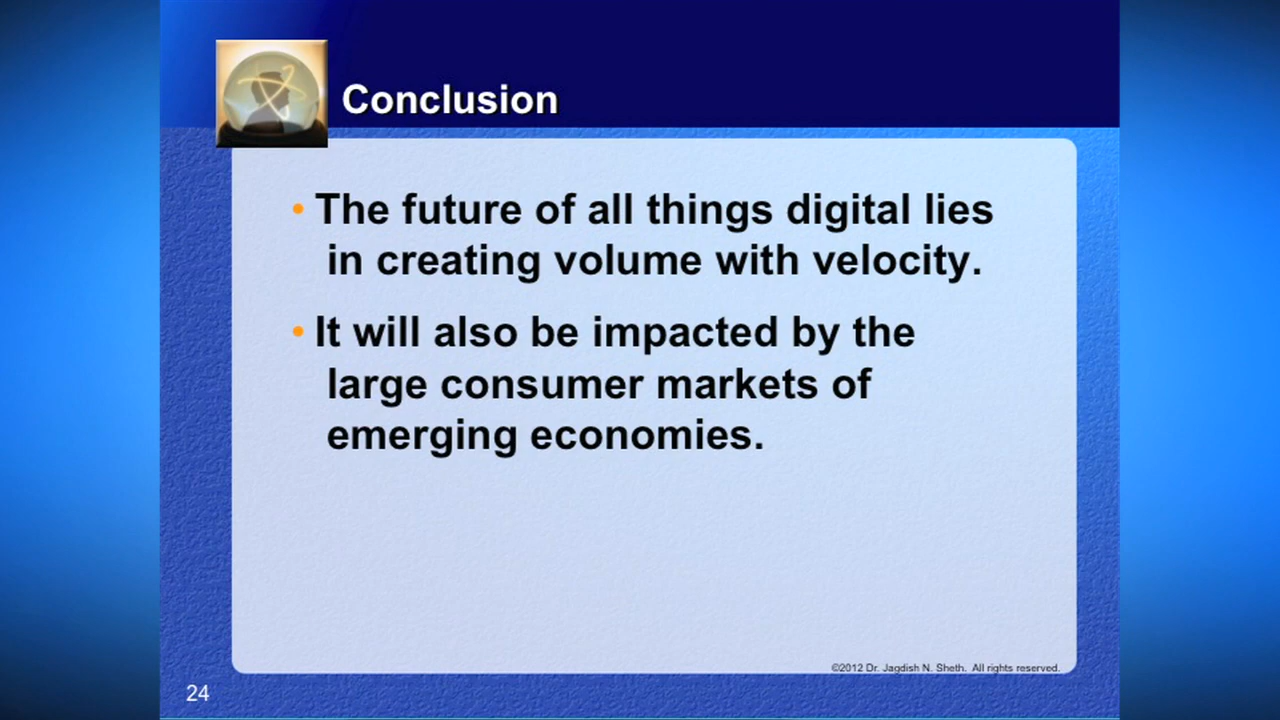 Conclusion
• The future of all things digital lies
in creating volume with velocity.
• It will also be impacted by the
large consumer markets of
emerging economies.
©2012 Dr. Jagdish N. Sheth. All rights reserved.
24